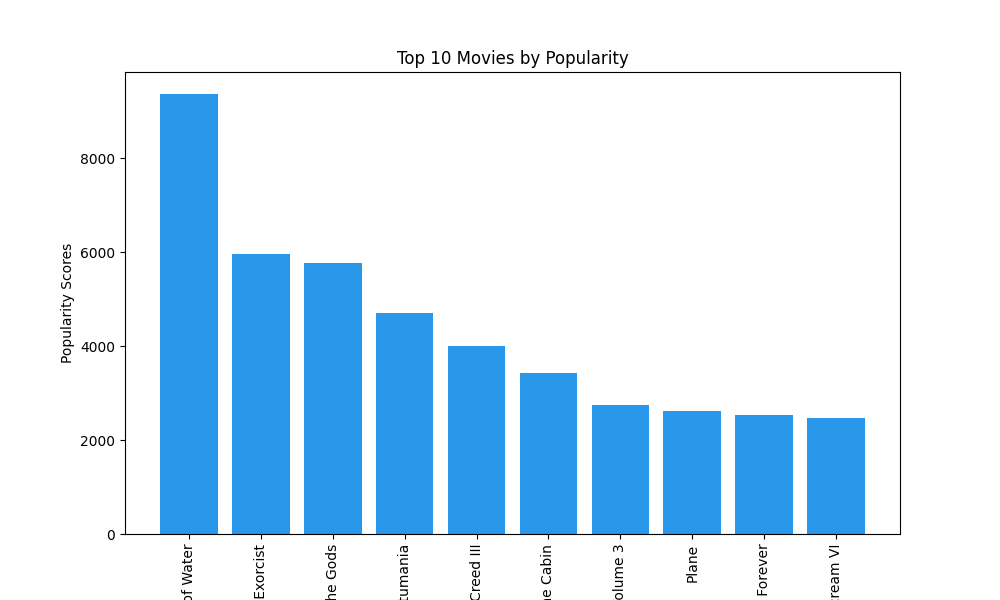 Top 10 Movies by Popularity
Popularity Scores
8000
6000
4000
2000
0
of Water
Exorcist
he Gods
tumania
Creed III
ne Cabin
olume 3
Plane
Forever
ream VI